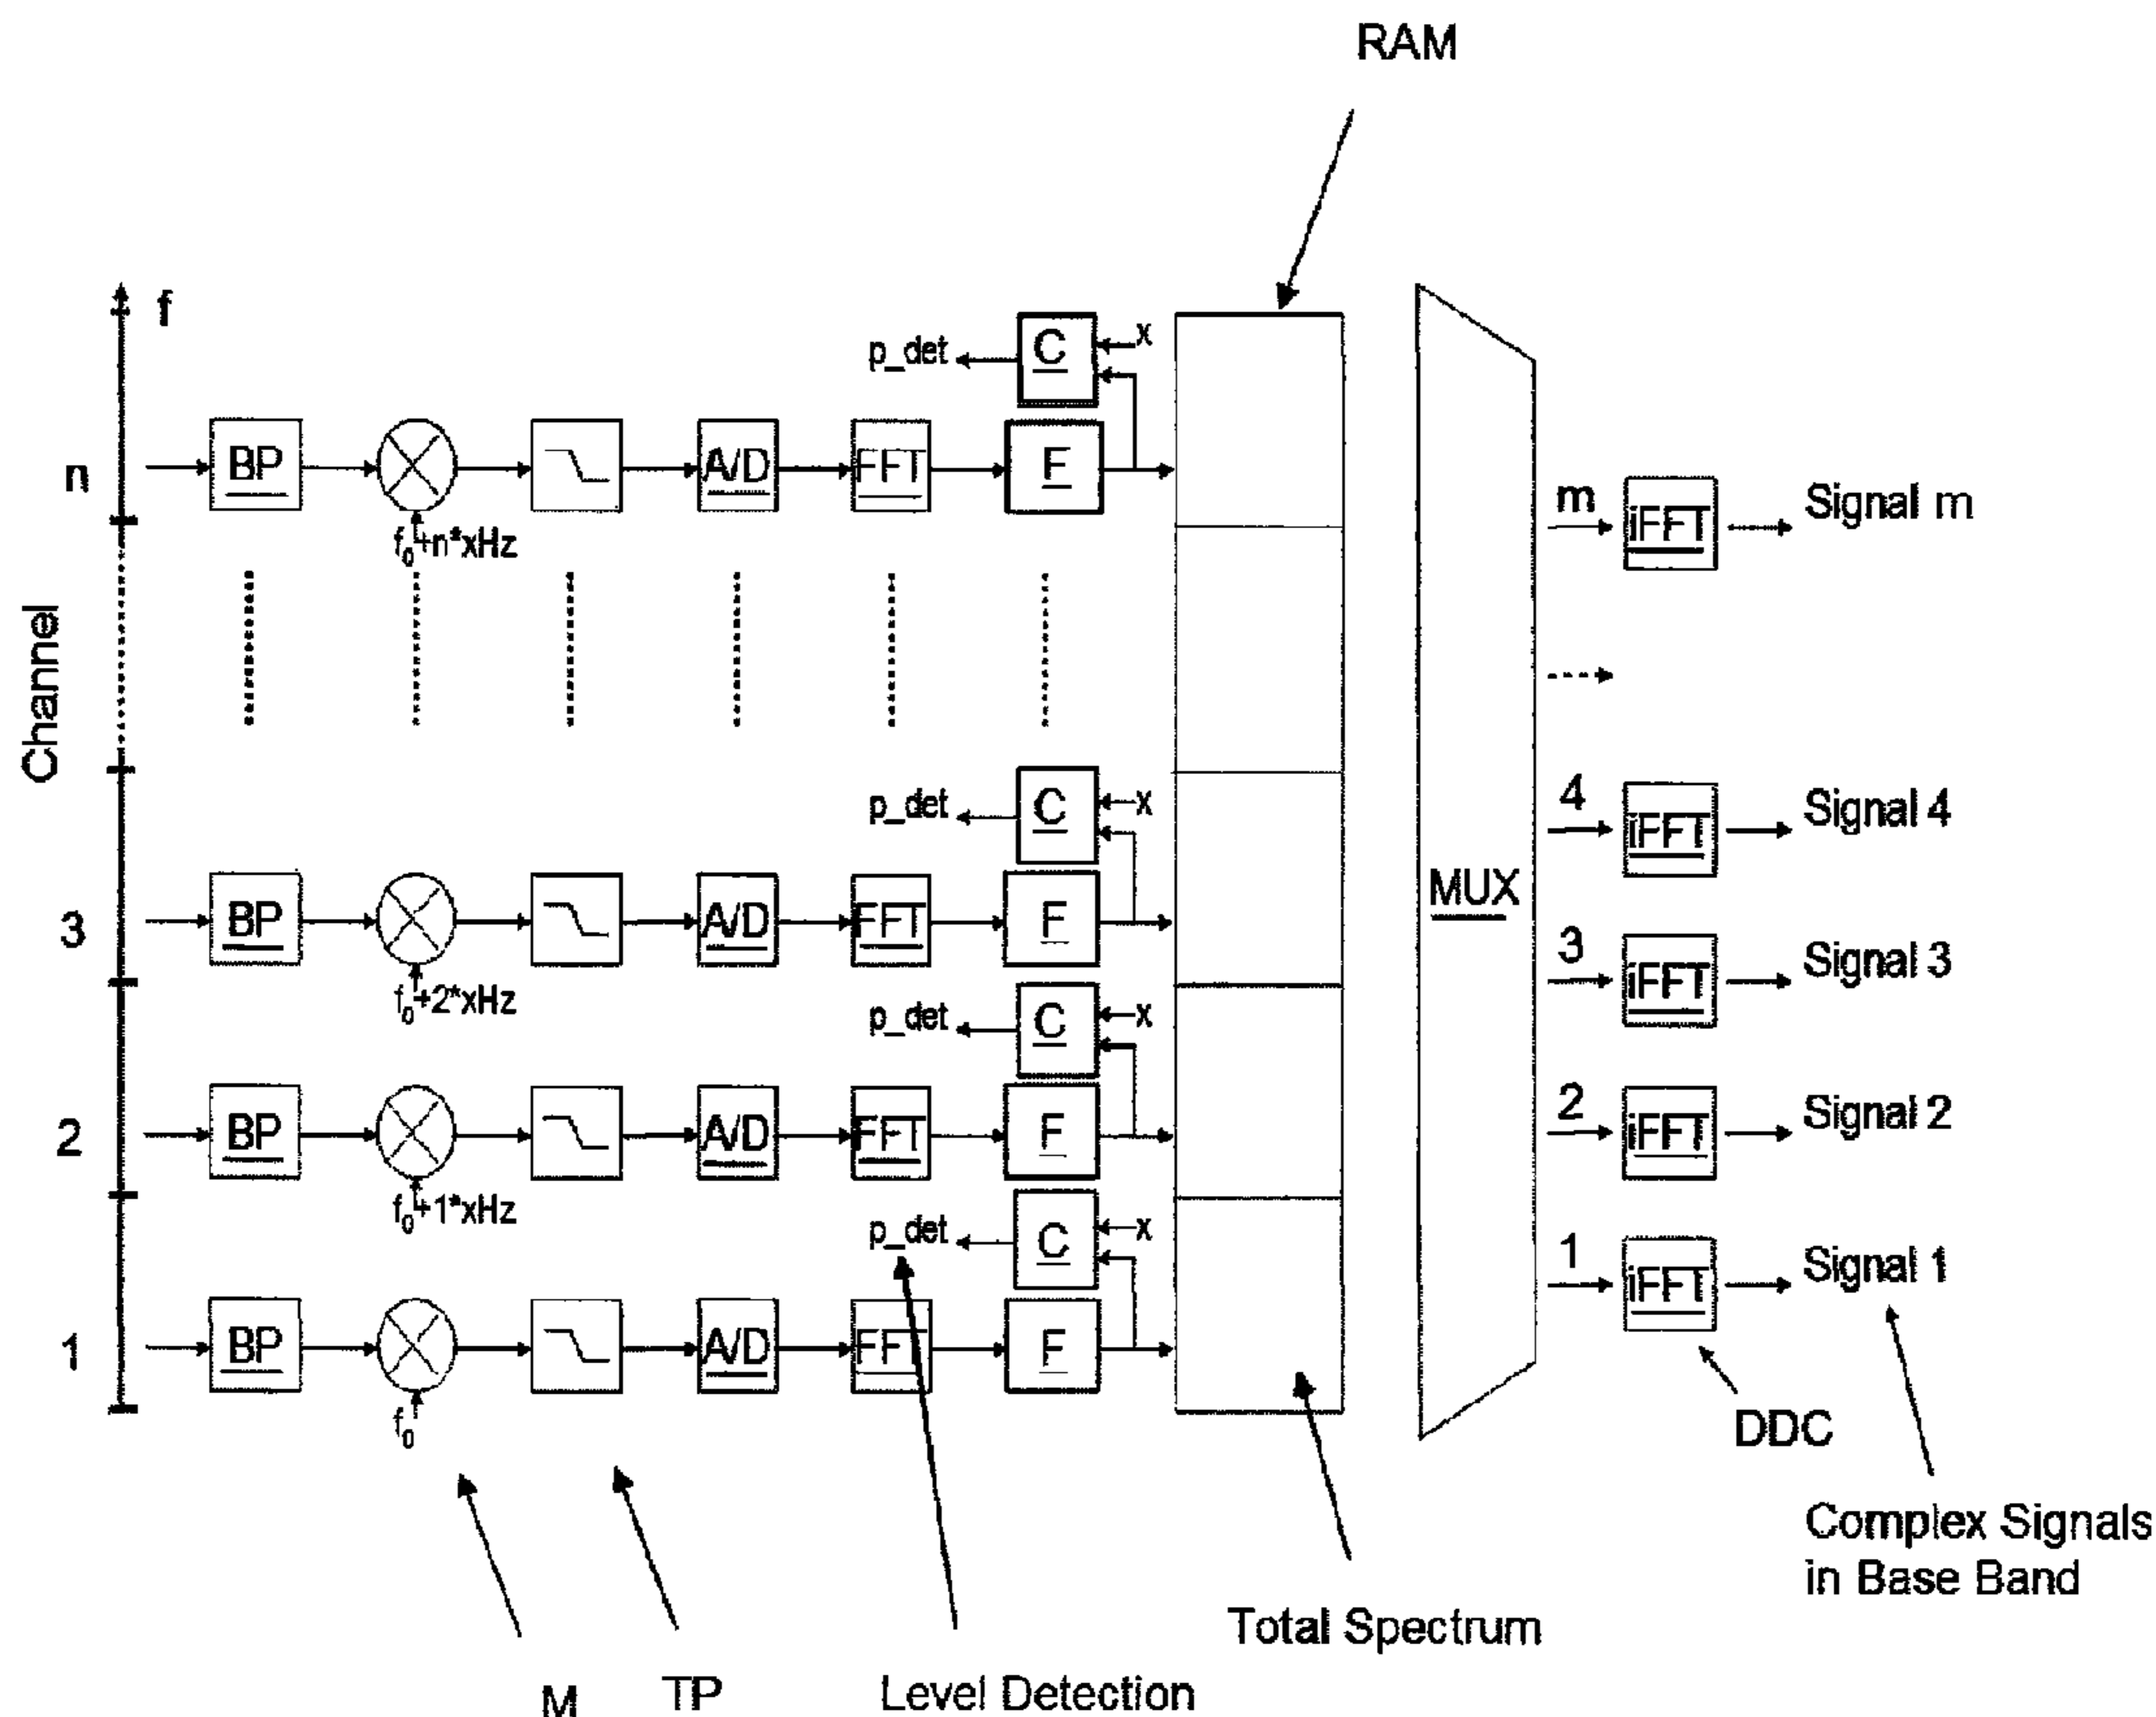 RAM
f
p_det
C
x
n
BP
A/D
FFT
F
f₀+n*xHz
m
iFFT
Signal m
Channel
p_det
C
x
4
iFFT
Signal 4
3
BP
A/D
FFT
F
f₀+2*xHz
MUX
3
iFFT
Signal 3
p_det
C
x
2
BP
A/D
FFT
F
f₀+1*xHz
2
iFFT
Signal 2
p_det
C
x
1
iFFT
Signal 1
1
BP
A/D
FFT
F
f₀
DDC
Complex Signals
in Base Band
Total Spectrum
M
TP
Level Detection